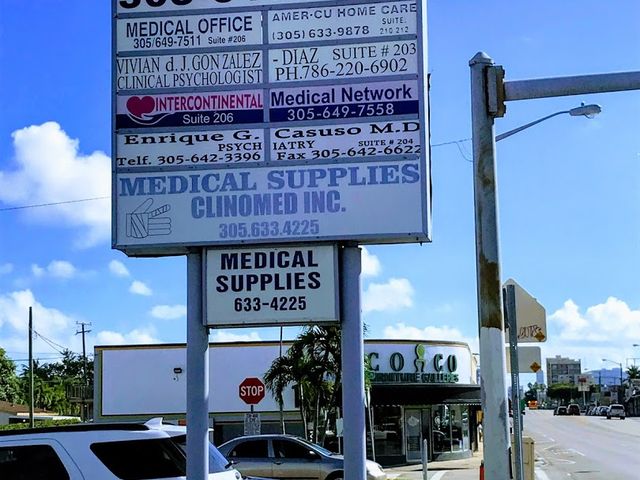 MEDICAL OFFICE
305/649-7511 Suite #206
AMER-CU HOME CARE
SUITE.
(305) 633-9878 210 212
VIVIAN d. J. GONZALEZ - DIAZ SUITE # 203
CLINICAL PSYCHOLOGIST PH.786-220-6902
INTERCONTINENTAL Medical Network
Suite 206 305-649-7558
Enrique G. Casuso M.D
PSYCH IATRY SUITE # 204
Telf. 305-642-3396 Fax 305-642-6622
MEDICAL SUPPLIES
CLINOMED INC.
305.633.4225
MEDICAL
SUPPLIES
633-4225
STOP